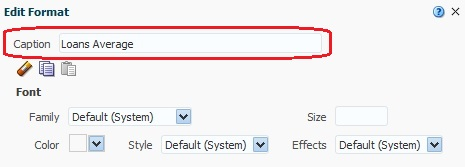 Edit Format
Caption Loans Average
Font
Family Default (System) Size
Color Style Default (System) Effects Default (System)